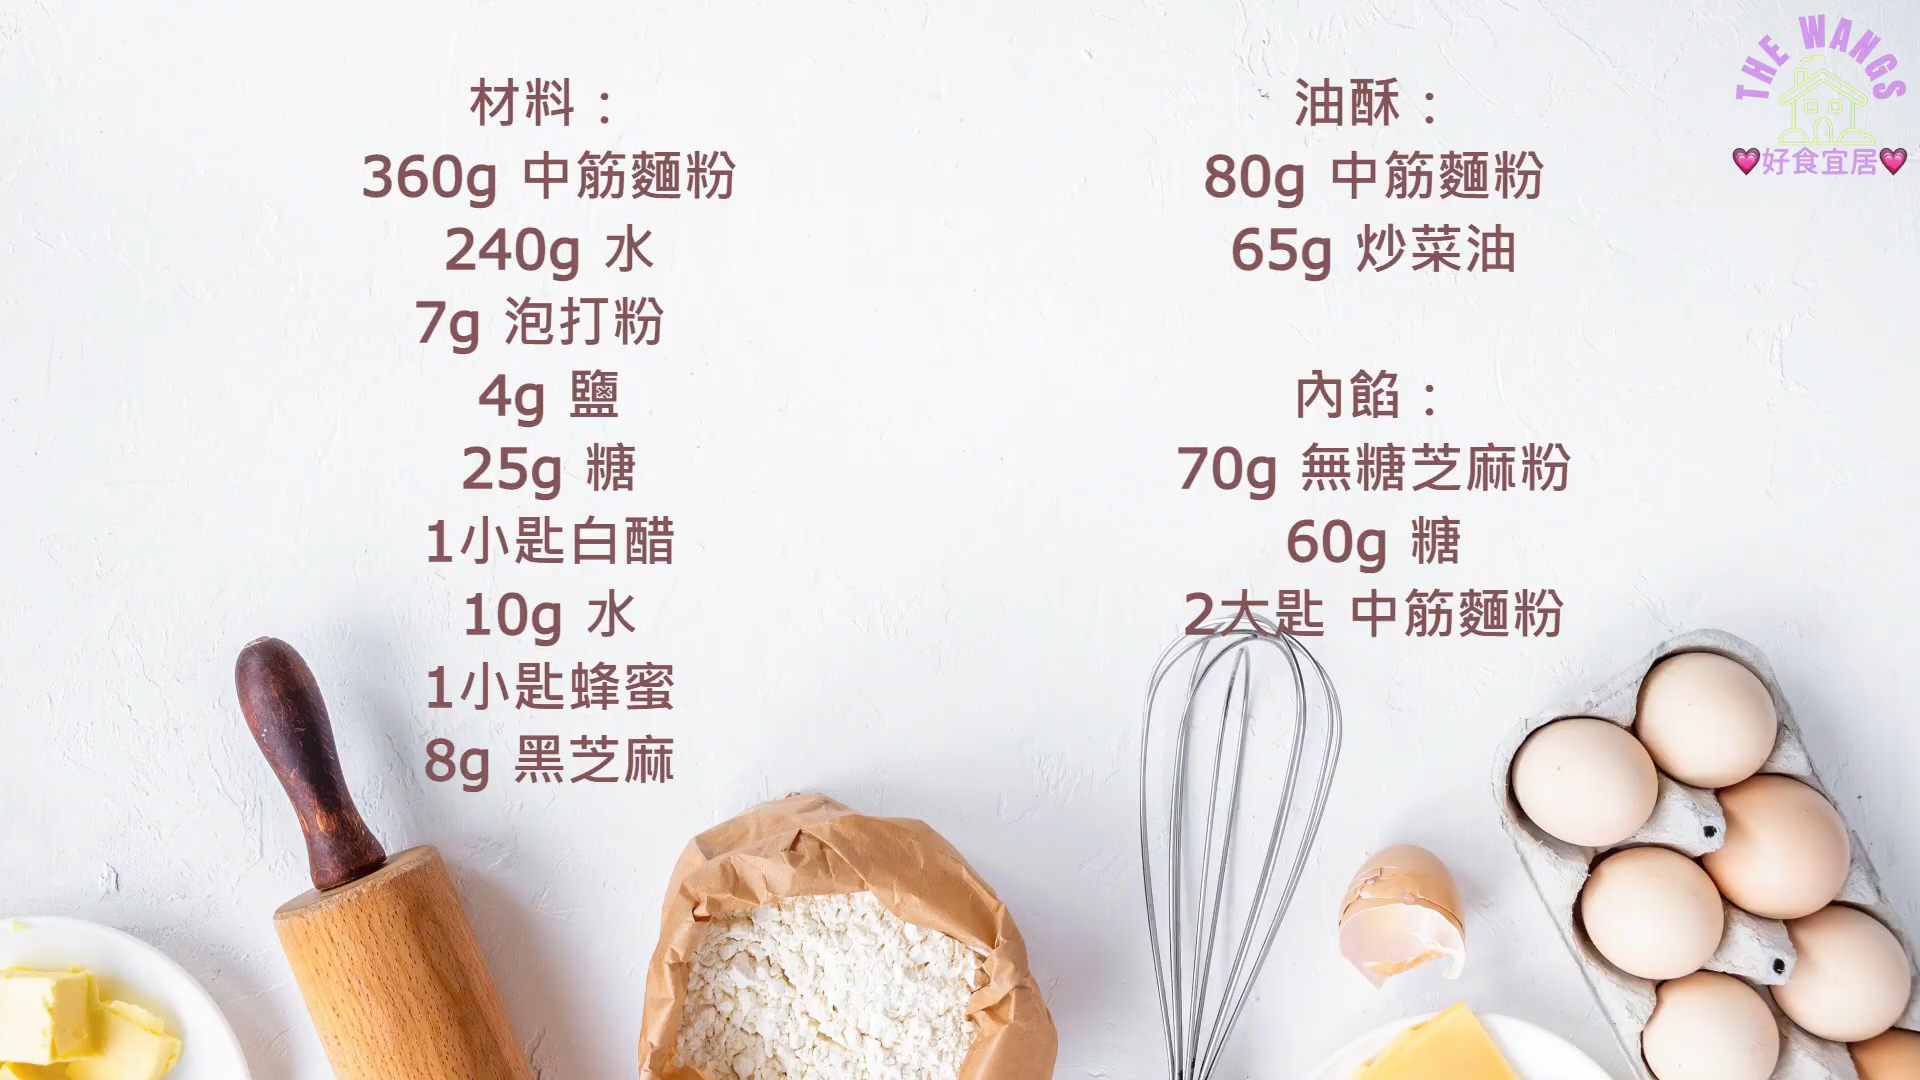 材料：
360g 中筋麵粉
240g 水
7g 泡打粉
4g 鹽
25g 糖
1小匙白醋
10g 水
1小匙蜂蜜
8g 黑芝麻
油酥：
80g 中筋麵粉
65g 炒菜油
內餡：
70g 無糖芝麻粉
60g 糖
2大匙 中筋麵粉
THE WANGS
💗好食宜居💗